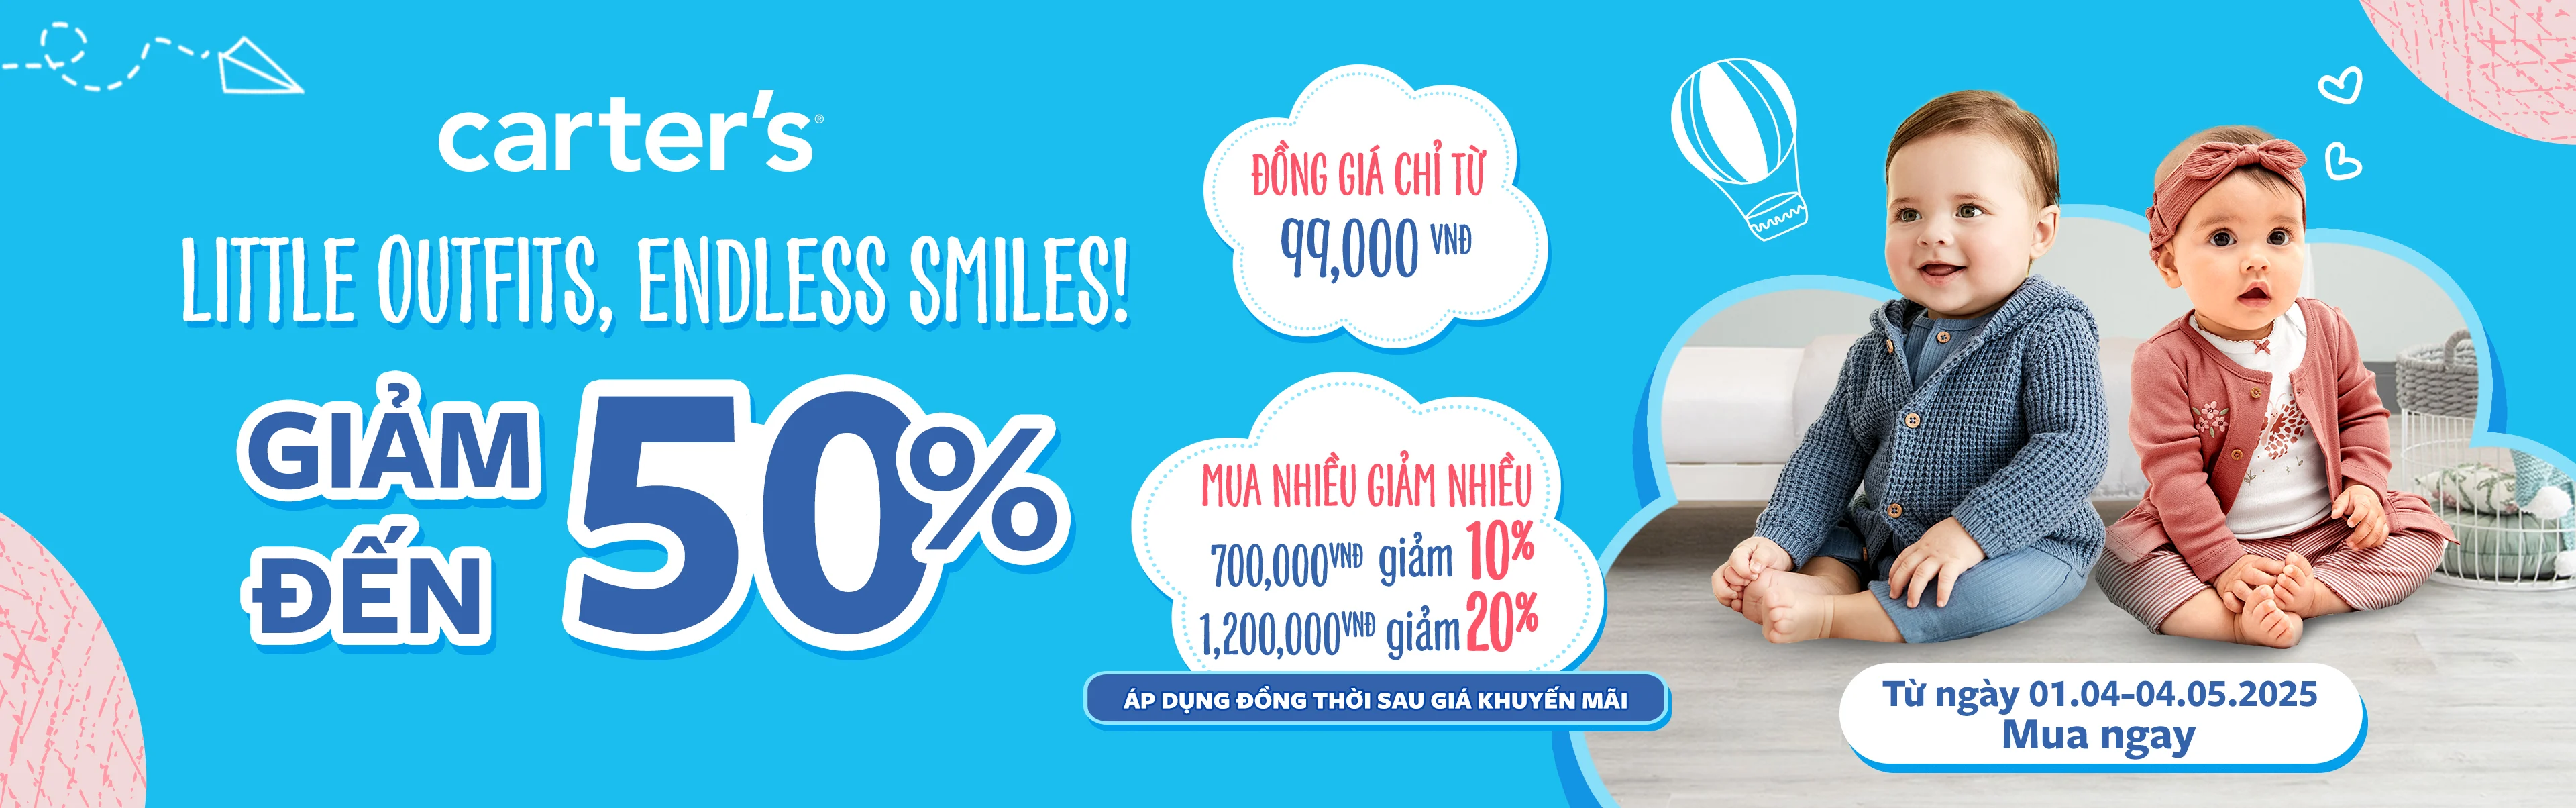 carter's®
LITTLE OUTFITS, ENDLESS SMILES!
GIẢM
ĐẾN
50%
ĐỒNG GIÁ CHỈ TỪ
99,000 VNĐ
MUA NHIỀU GIẢM NHIỀU
700,000VNĐ giảm 10%
1,200,000VNĐ giảm 20%
ÁP DỤNG ĐỒNG THỜI SAU GIÁ KHUYẾN MÃI
Từ ngày 01.04-04.05.2025
Mua ngay